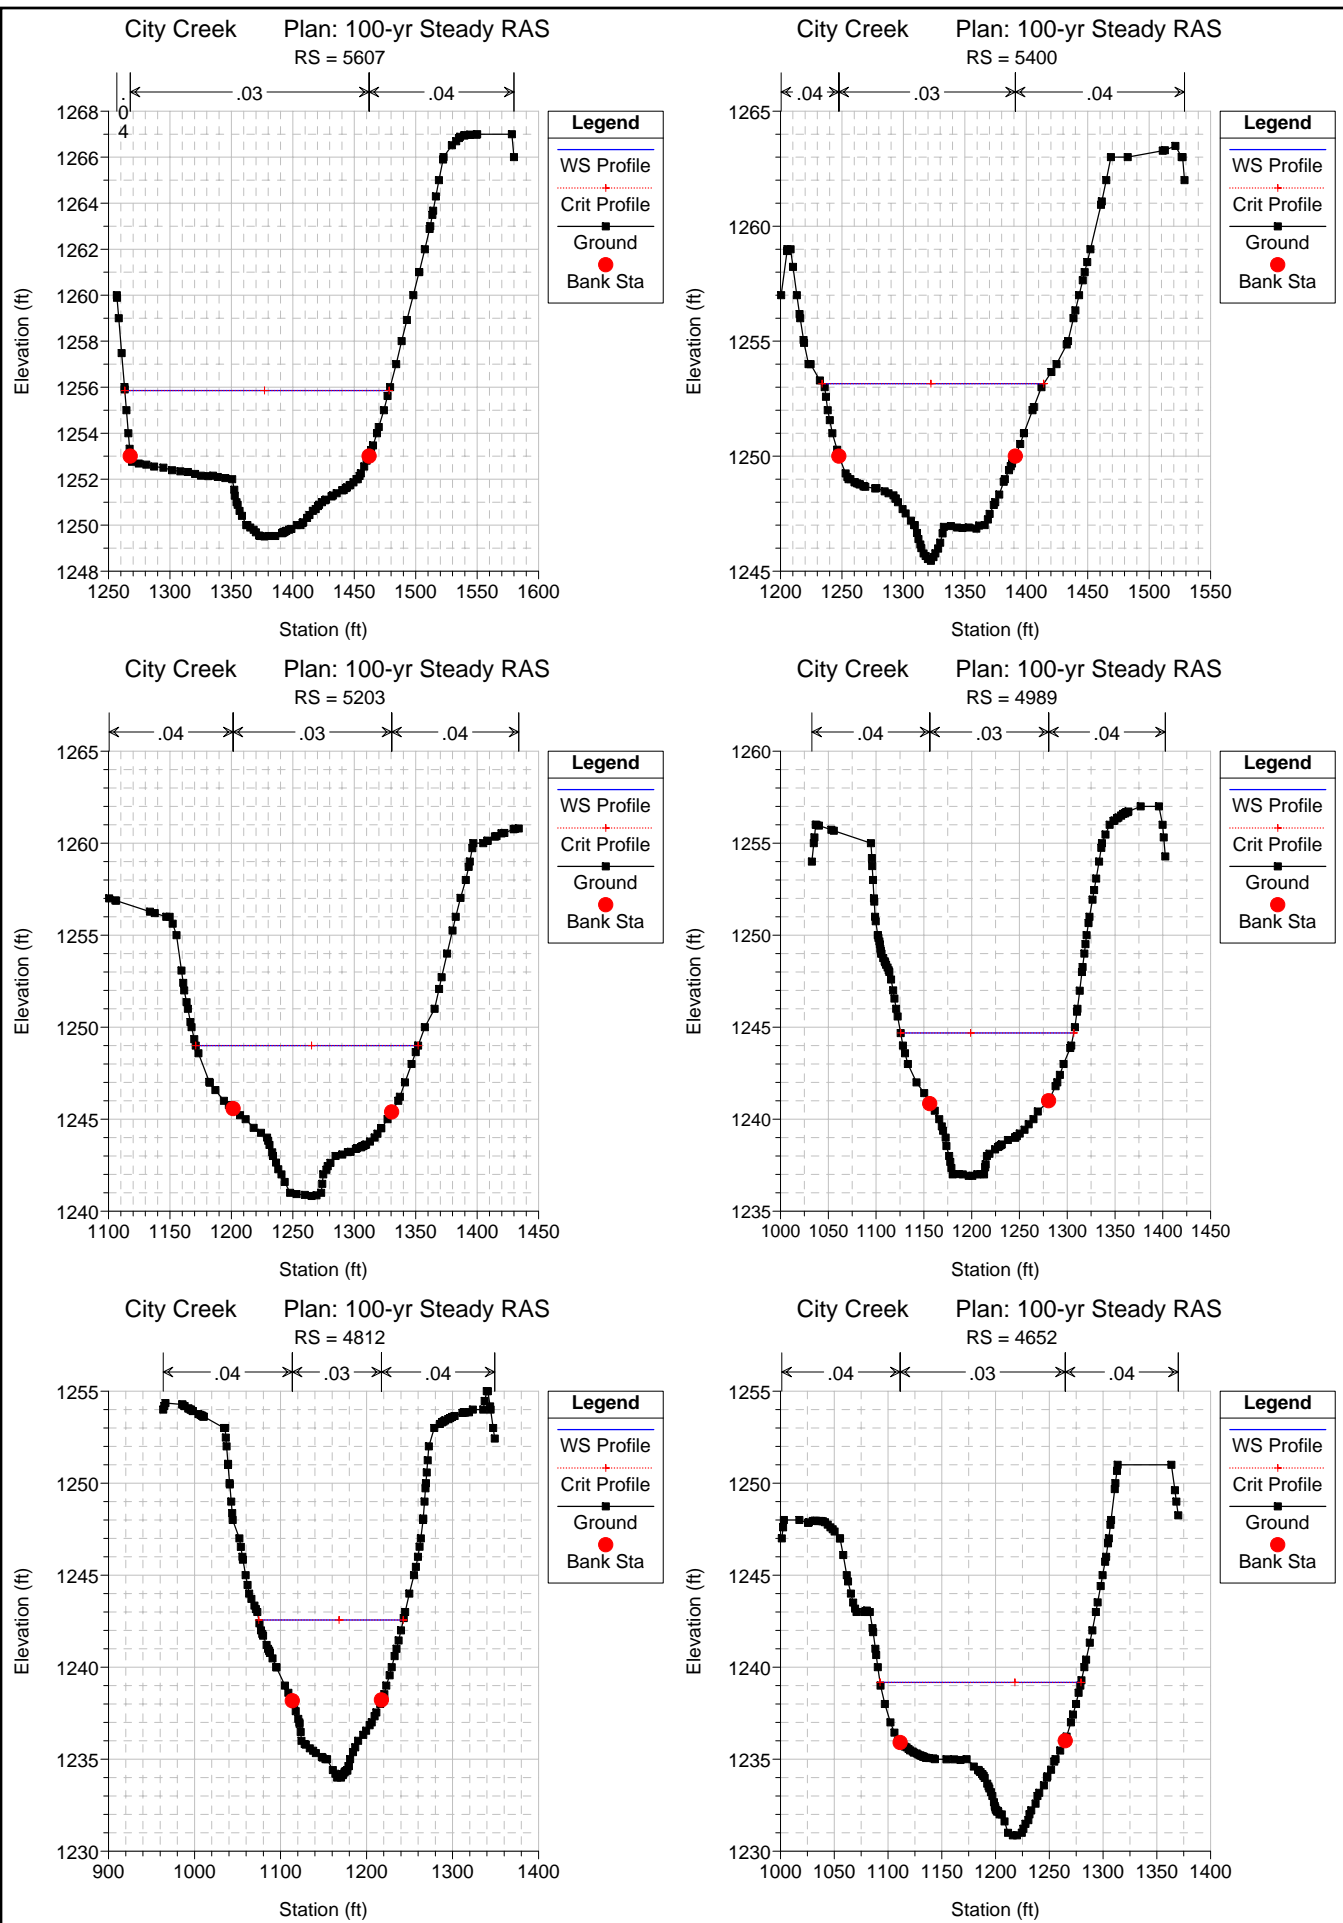 City Creek Plan: 100-yr Steady RAS
RS = 5607
.04 .03 .04
1268
1266
1264
1262
1260
1258
1256
1254
1252
1250
1248
Elevation (ft)
1250 1300 1350 1400 1450 1500 1550 1600
Station (ft)
Legend
WS Profile
Crit Profile
Ground
Bank Sta
City Creek Plan: 100-yr Steady RAS
RS = 5400
.04 .03 .04
1265
1260
1255
1250
1245
Elevation (ft)
1200 1250 1300 1350 1400 1450 1500 1550
Station (ft)
Legend
WS Profile
Crit Profile
Ground
Bank Sta
City Creek Plan: 100-yr Steady RAS
RS = 5203
.04 .03 .04
1265
1260
1255
1250
1245
1240
Elevation (ft)
1100 1150 1200 1250 1300 1350 1400 1450
Station (ft)
Legend
WS Profile
Crit Profile
Ground
Bank Sta
City Creek Plan: 100-yr Steady RAS
RS = 4989
.04 .03 .04
1260
1255
1250
1245
1240
1235
Elevation (ft)
1000 1050 1100 1150 1200 1250 1300 1350 1400 1450
Station (ft)
Legend
WS Profile
Crit Profile
Ground
Bank Sta
City Creek Plan: 100-yr Steady RAS
RS = 4812
.04 .03 .04
1255
1250
1245
1240
1235
1230
Elevation (ft)
900 1000 1100 1200 1300 1400
Station (ft)
Legend
WS Profile
Crit Profile
Ground
Bank Sta
City Creek Plan: 100-yr Steady RAS
RS = 4652
.04 .03 .04
1255
1250
1245
1240
1235
1230
Elevation (ft)
1000 1050 1100 1150 1200 1250 1300 1350 1400
Station (ft)
Legend
WS Profile
Crit Profile
Ground
Bank Sta